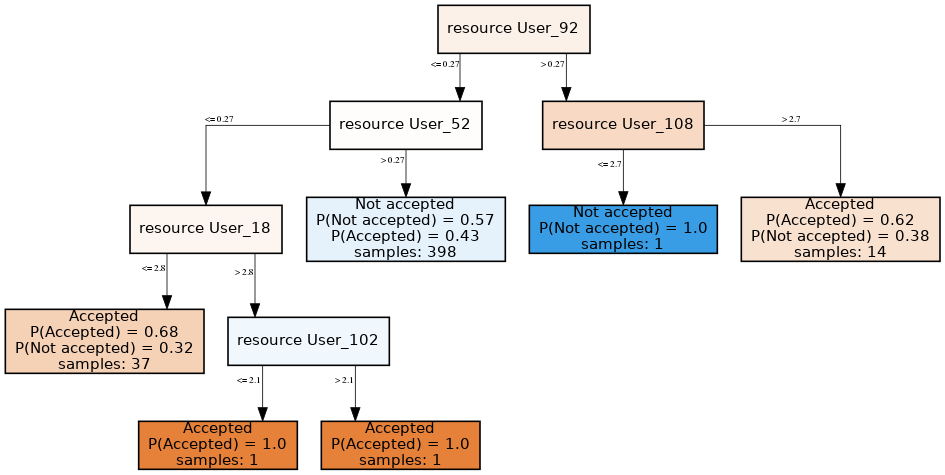 resource User_92
<=0.27
>0.27
resource User_52
resource User_108
<=0.27
>0.27
<=2.7
>2.7
resource User_18
Not accepted
P(Not accepted) = 0.57
P(Accepted) = 0.43
samples: 398
Not accepted
P(Not accepted) = 1.0
samples: 1
Accepted
P(Accepted) = 0.62
P(Not accepted) = 0.38
samples: 14
<=2.8
>2.8
Accepted
P(Accepted) = 0.68
P(Not accepted) = 0.32
samples: 37
resource User_102
<=2.1
>2.1
Accepted
P(Accepted) = 1.0
samples: 1
Accepted
P(Accepted) = 1.0
samples: 1